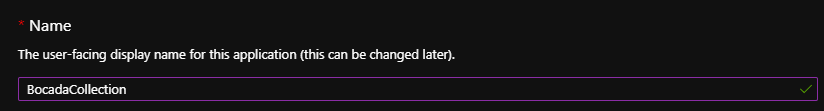 * Name
The user-facing display name for this application (this can be changed later).
BocadaCollection